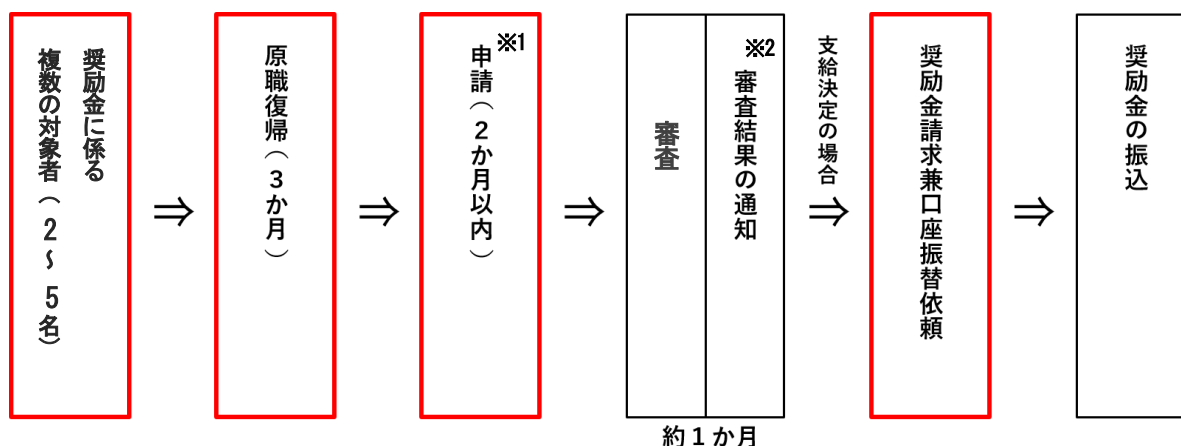 奨励金に係る
複数の対象者(2～5名)
⇒
原職復帰(3か月)
⇒
※1
申請(2か月以内)
⇒
審査
※2
審査結果の通知
約1か月
支給決定の場合
⇒
奨励金請求兼口座振替依頼
⇒
奨励金の振込